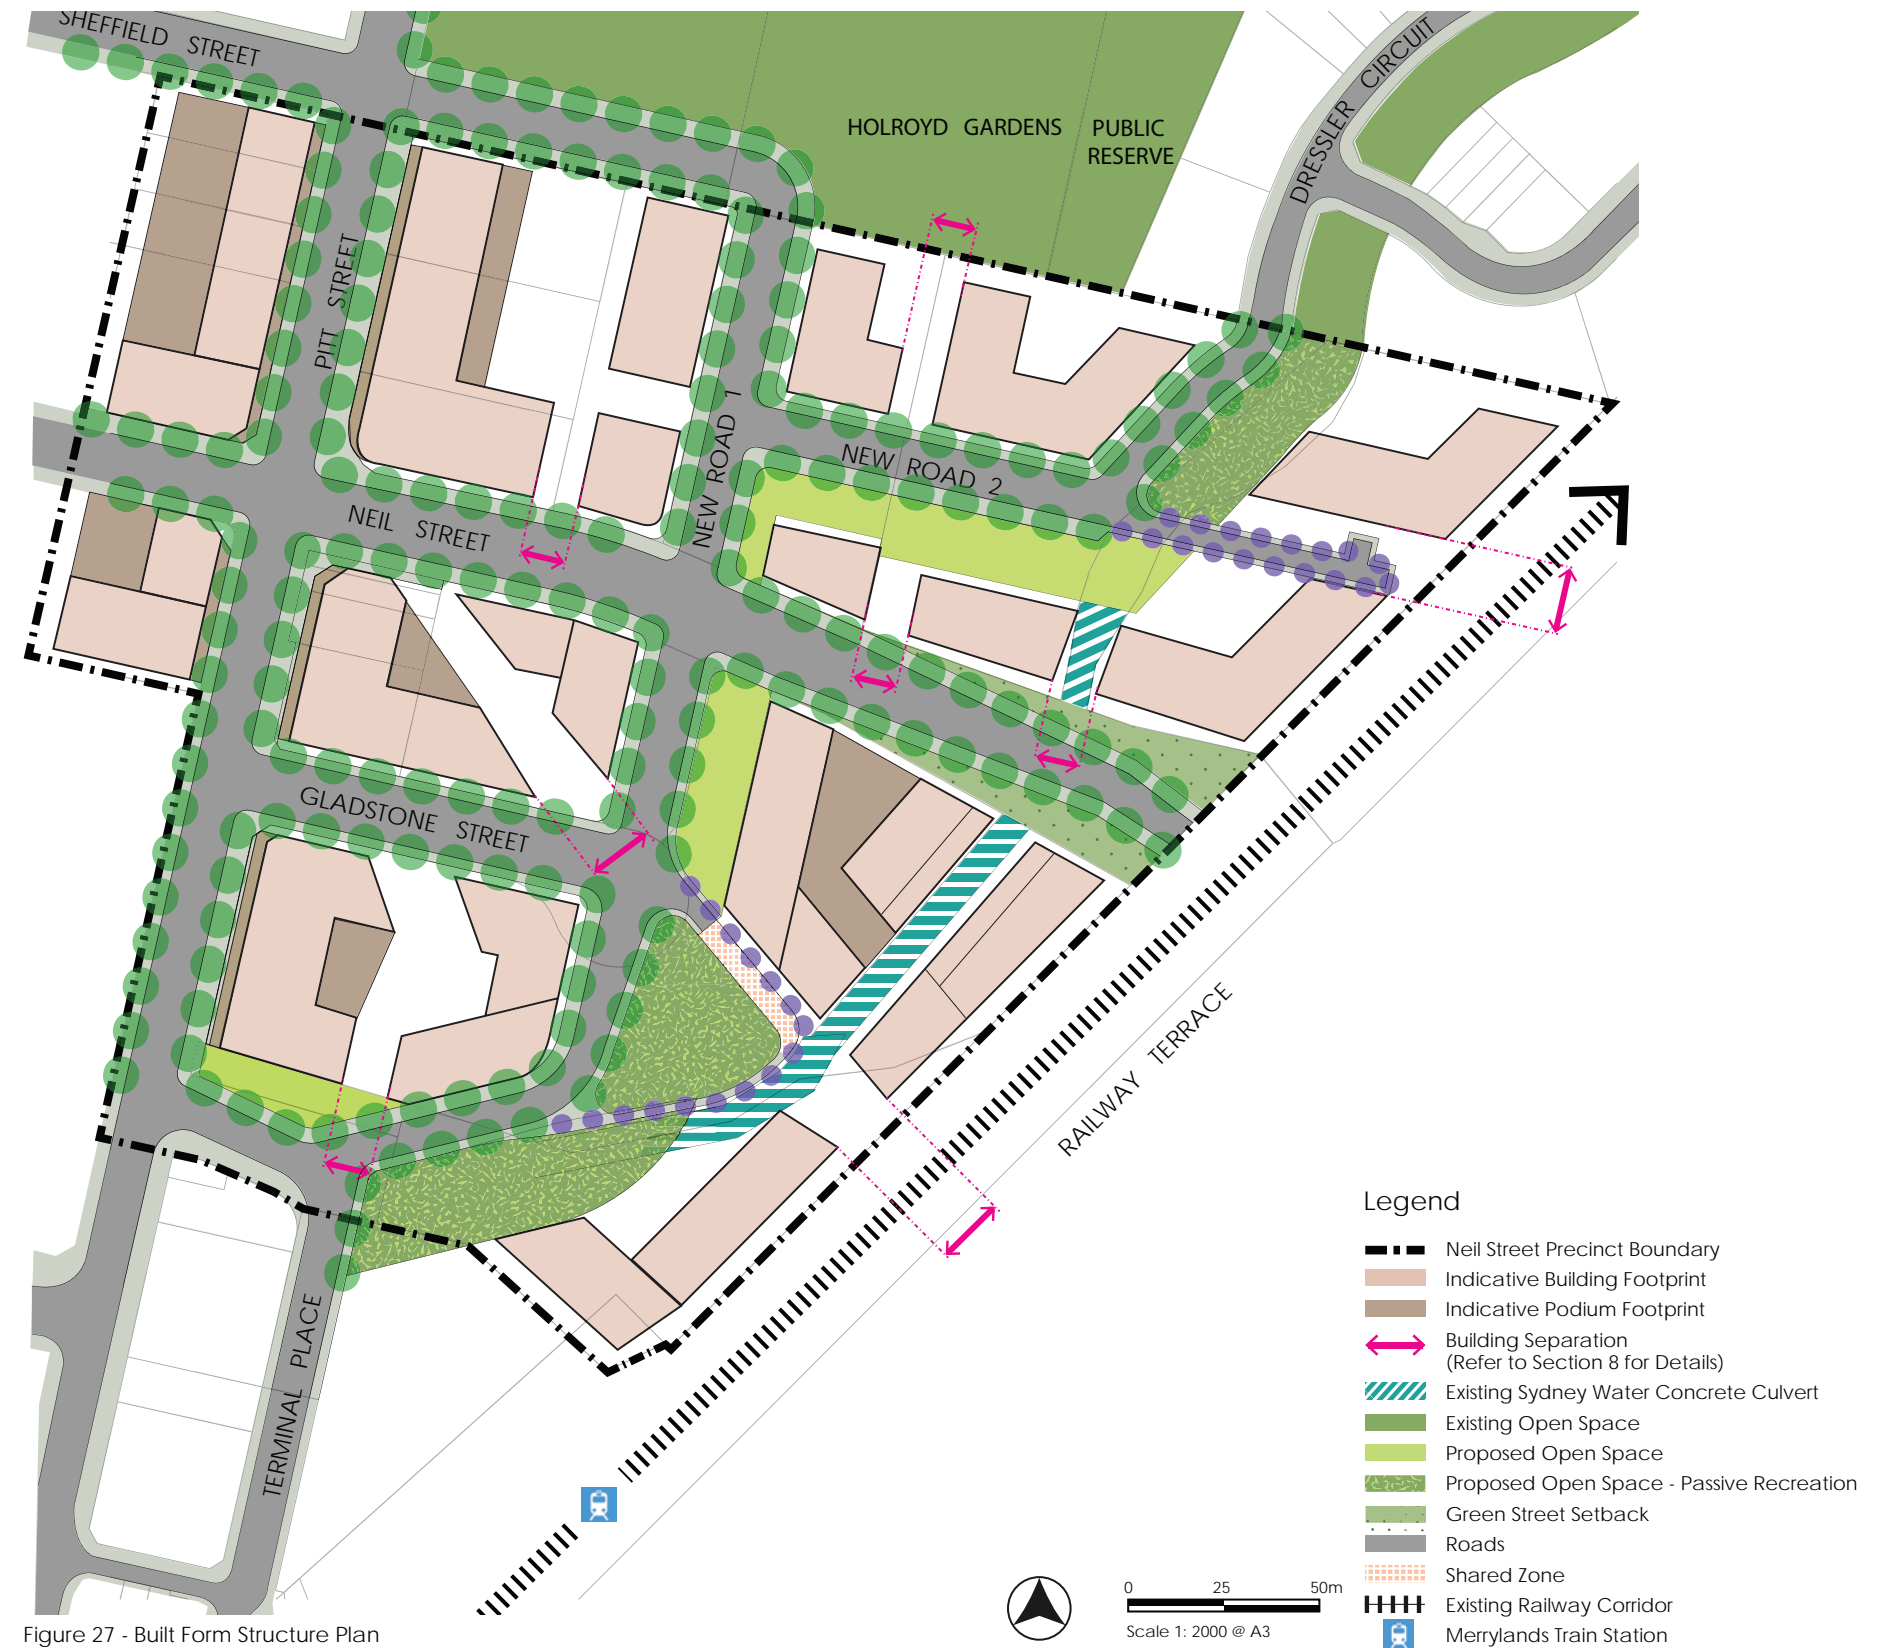 SHEFFIELD STREET
HOLROYD GARDENS PUBLIC
RESERVE
DRESSLER CIRCUIT
PITT STREET
NEW ROAD 1
NEW ROAD 2
NEIL STREET
GLADSTONE STREET
RAILWAY TERRACE
TERMINAL PLACE
Legend
Neil Street Precinct Boundary
Indicative Building Footprint
Indicative Podium Footprint
Building Separation
(Refer to Section 8 for Details)
Existing Sydney Water Concrete Culvert
Existing Open Space
Proposed Open Space
Proposed Open Space - Passive Recreation
Green Street Setback
Roads
Shared Zone
Existing Railway Corridor
Merrylands Train Station
0 25 50m
Scale 1: 2000 @ A3
Figure 27 - Built Form Structure Plan